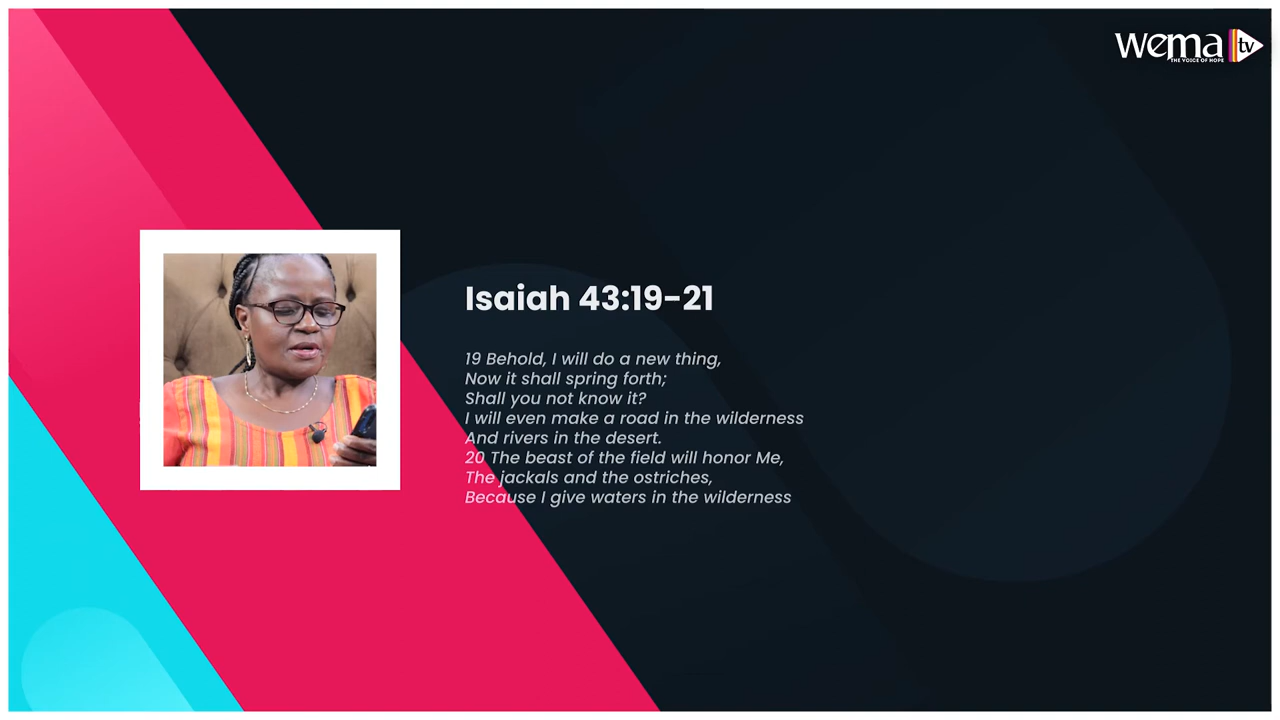 wema tv
THE VOICE OF HOPE
Isaiah 43:19-21
19 Behold, I will do a new thing,
Now it shall spring forth;
Shall you not know it?
I will even make a road in the wilderness
And rivers in the desert.
20 The beast of the field will honor Me,
The jackals and the ostriches,
Because I give waters in the wilderness